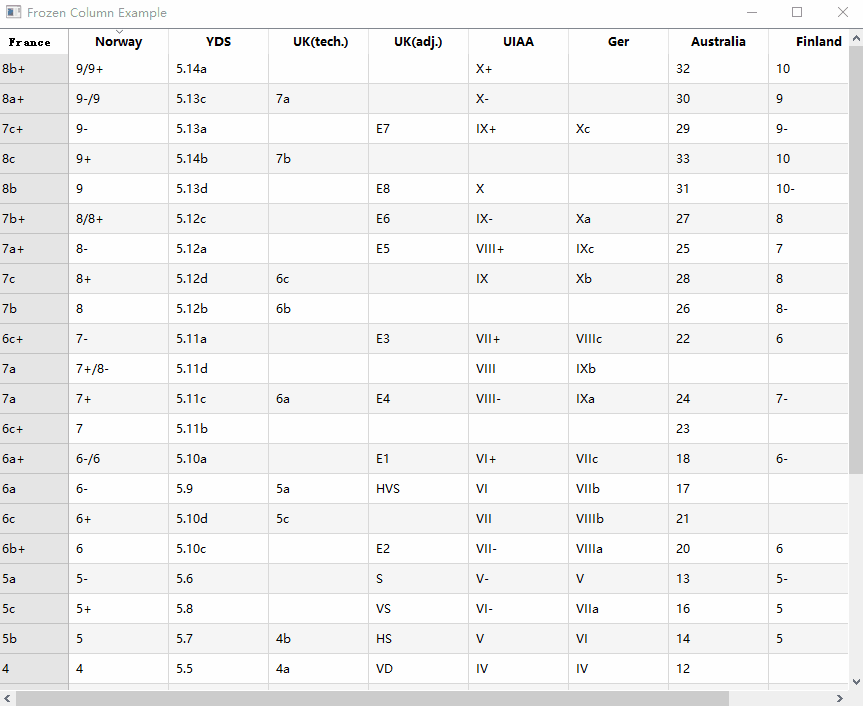 Frozen Column Example
France Norway YDS UK(tech.) UK(adj.) UIAA Ger Australia Finland
8b+ 9/9+ 5.14a X+ 32 10
8a+ 9-/9 5.13c 7a X- 30 9
7c+ 9- 5.13a E7 IX+ Xc 29 9-
8c 9+ 5.14b 7b 33 10
8b 9 5.13d E8 X 31 10-
7b+ 8/8+ 5.12c E6 IX- Xa 27 8
7a+ 8- 5.12a E5 VIII+ IXc 25 7
7c 8+ 5.12d 6c IX Xb 28 8
7b 8 5.12b 6b 26 8-
6c+ 7- 5.11a E3 VII+ VIIIc 22 6
7a 7+/8- 5.11d VIII IXb
7a 7+ 5.11c 6a E4 VIII- IXa 24 7-
6c+ 7 5.11b 23
6a+ 6-/6 5.10a E1 VI+ VIIc 18 6-
6a 6- 5.9 5a HVS VI VIIb 17
6c 6+ 5.10d 5c VII VIIIb 21
6b+ 6 5.10c E2 VII- VIIIa 20 6
5a 5- 5.6 S V- V 13 5-
5c 5+ 5.8 VS VI- VIIa 16 5
5b 5 5.7 4b HS V VI 14 5
4 4 5.5 4a VD IV IV 12